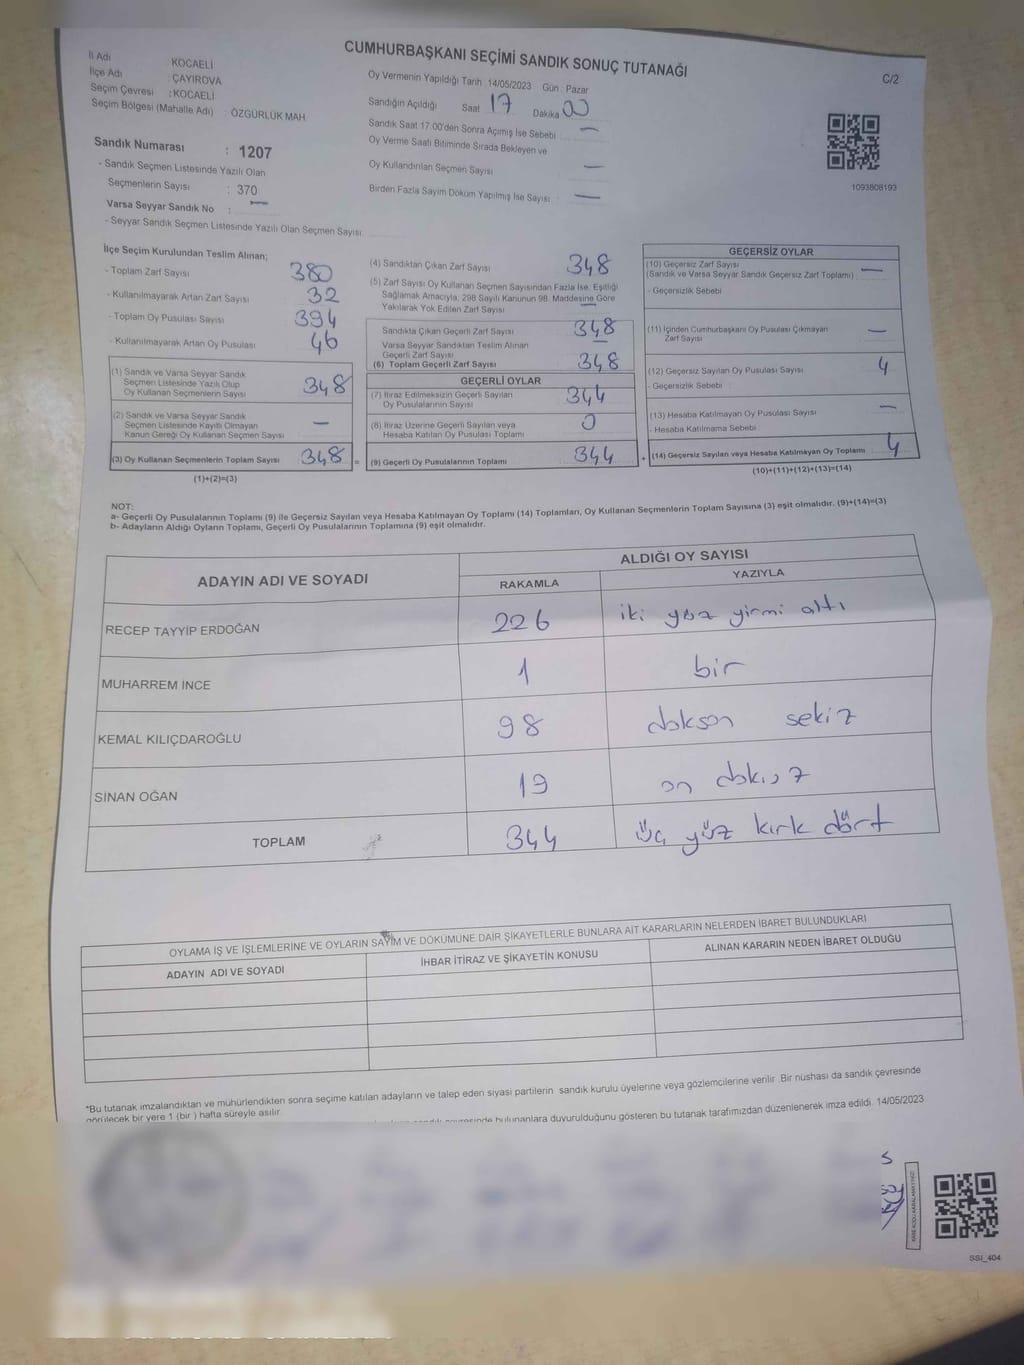 CUMHURBAŞKANI SEÇİMİ SANDIK SONUÇ TUTANAĞI
C/2
İl Adı KOCAELİ
İlçe Adı : ÇAYIROVA
Seçim Çevresi : KOCAELİ
Seçim Bölgesi (Mahalle Adı) : ÖZGÜRLÜK MAH.
Oy Vermenin Yapıldığı Tarih :14/05/2023 Gün : Pazar
Sandığın Açıldığı Saat 17 Dakika 00
Sandık Saat 17:00'den Sonra Açımış İse Sebebi —
Oy Verme Saati Bitiminde Sırada Bekleyen ve
Oy Kullandırılan Seçmen Sayısı —
Birden Fazla Sayım Döküm Yapılmış İse Sayısı : —
1093808193
Sandık Numarası : 1207
- Sandık Seçmen Listesinde Yazılı Olan
Seçmenlerin Sayısı : 370
Varsa Seyyar Sandık No : —
- Seyyar Sandık Seçmen Listesinde Yazılı Olan Seçmen Sayısı:
İlçe Seçim Kurulundan Teslim Alınan;
- Toplam Zarf Sayısı 380
- Kullanılmayarak Artan Zarf Sayısı 32
- Toplam Oy Pusulası Sayısı 394
- Kullanılmayarak Artan Oy Pusulası 46
(1) Sandık ve Varsa Seyyar Sandık
Seçmen Listesinde Yazılı Olup
Oy Kullanan Seçmenlerin Sayısı 348
(2) Sandık ve Varsa Seyyar Sandık
Seçmen Listesinde Kayıtlı Olmayan
Kanun Gereği Oy Kullanan Seçmen Sayısı —
(3) Oy Kullanan Seçmenlerin Toplam Sayısı 348 =
(1)+(2)=(3)
(4) Sandıktan Çıkan Zarf Sayısı 348
(5) Zarf Sayısı Oy Kullanan Seçmen Sayısından Fazla İse, Eşitliği
Sağlamak Amacıyla, 298 Sayılı Kanunun 98. Maddesine Göre
Yakılarak Yok Edilen Zarf Sayısı —
Sandıkta Çıkan Geçerli Zarf Sayısı 348
Varsa Seyyar Sandıktan Teslim Alınan
Geçerli Zarf Sayısı —
(6) Toplam Geçerli Zarf Sayısı 348
GEÇERLİ OYLAR
(7) İtiraz Edilmeksizin Geçerli Sayılan
Oy Pusulalarının Sayısı 344
(8) İtiraz Üzerine Geçerli Sayılan veya
Hesaba Katılan Oy Pusulası Toplamı 0
(9) Geçerli Oy Pusulalarının Toplamı 344 +
GEÇERSİZ OYLAR
(10) Geçersiz Zarf Sayısı
(Sandık ve Varsa Seyyar Sandık Geçersiz Zarf Toplamı) —
- Geçersizlik Sebebi
(11) İçinden Cumhurbaşkanı Oy Pusulası Çıkmayan
Zarf Sayısı —
(12) Geçersiz Sayılan Oy Pusulası Sayısı 4
- Geçersizlik Sebebi :
(13) Hesaba Katılmayan Oy Pusulası Sayısı —
- Hesaba Katılmama Sebebi :
(14) Geçersiz Sayılan veya Hesaba Katılmayan Oy Toplamı 4
(10)+(11)+(12)+(13)=(14)
NOT:
a- Geçerli Oy Pusulalarının Toplamı (9) ile Geçersiz Sayılan veya Hesaba Katılmayan Oy Toplamı (14) Toplamları, Oy Kullanan Seçmenlerin Toplam Sayısına (3) eşit olmalıdır. (9)+(14)=(3)
b- Adayların Aldığı Oyların Toplamı, Geçerli Oy Pusulalarının Toplamına (9) eşit olmalıdır.
ADAYIN ADI VE SOYADI
ALDIĞI OY SAYISI
RAKAMLA YAZIYLA
RECEP TAYYİP ERDOĞAN 226 iki yüz yirmi altı
MUHARREM İNCE 1 bir
KEMAL KILIÇDAROĞLU 98 doksan sekiz
SİNAN OĞAN 19 on dokuz
TOPLAM 344 üç yüz kırk dört
OYLAMA İŞ VE İŞLEMLERİNE VE OYLARIN SAYIM VE DÖKÜMÜNE DAİR ŞİKAYETLERLE BUNLARA AİT KARARLARIN NELERDEN İBARET BULUNDUKLARI
ADAYIN ADI VE SOYADI İHBAR İTİRAZ VE ŞİKAYETİN KONUSU ALINAN KARARIN NEDEN İBARET OLDUĞU
*Bu tutanak imzalandıktan ve mühürlendikten sonra seçime katılan adayların ve talep eden siyasi partilerin sandık kurulu üyelerine veya gözlemcilerine verilir. Bir nüshası da sandık çevresinde
görülecek bir yere 1 (bir ) hafta süreyle asılır.
bulunanlara duyurulduğunu gösteren bu tutanak tarafımızdan düzenlenerek imza edildi. 14/05/2023
SSI_404